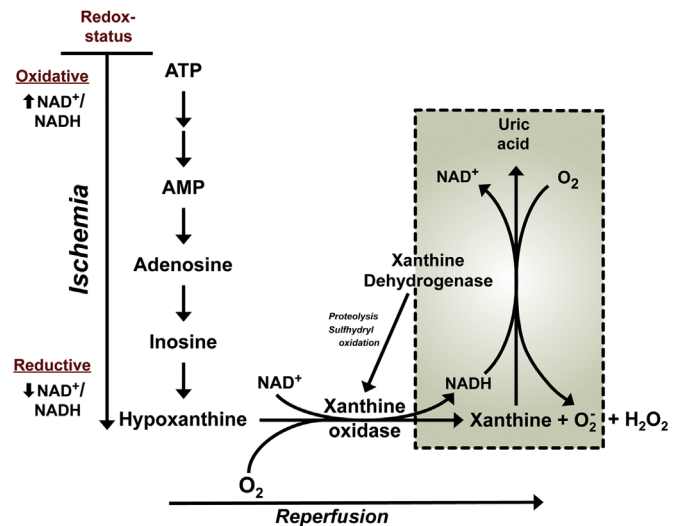 Redox-
status
Oxidative
⬆NAD⁺/
NADH
Ischemia
Reductive
⬇NAD⁺/
NADH
ATP
AMP
Adenosine
Inosine
Hypoxanthine
NAD⁺
O₂
Xanthine
oxidase
Proteolysis
Sulfhydryl
oxidation
Xanthine
Dehydrogenase
Uric
acid
NAD⁺
O₂
NADH
Xanthine + O₂⁻ + H₂O₂
Reperfusion